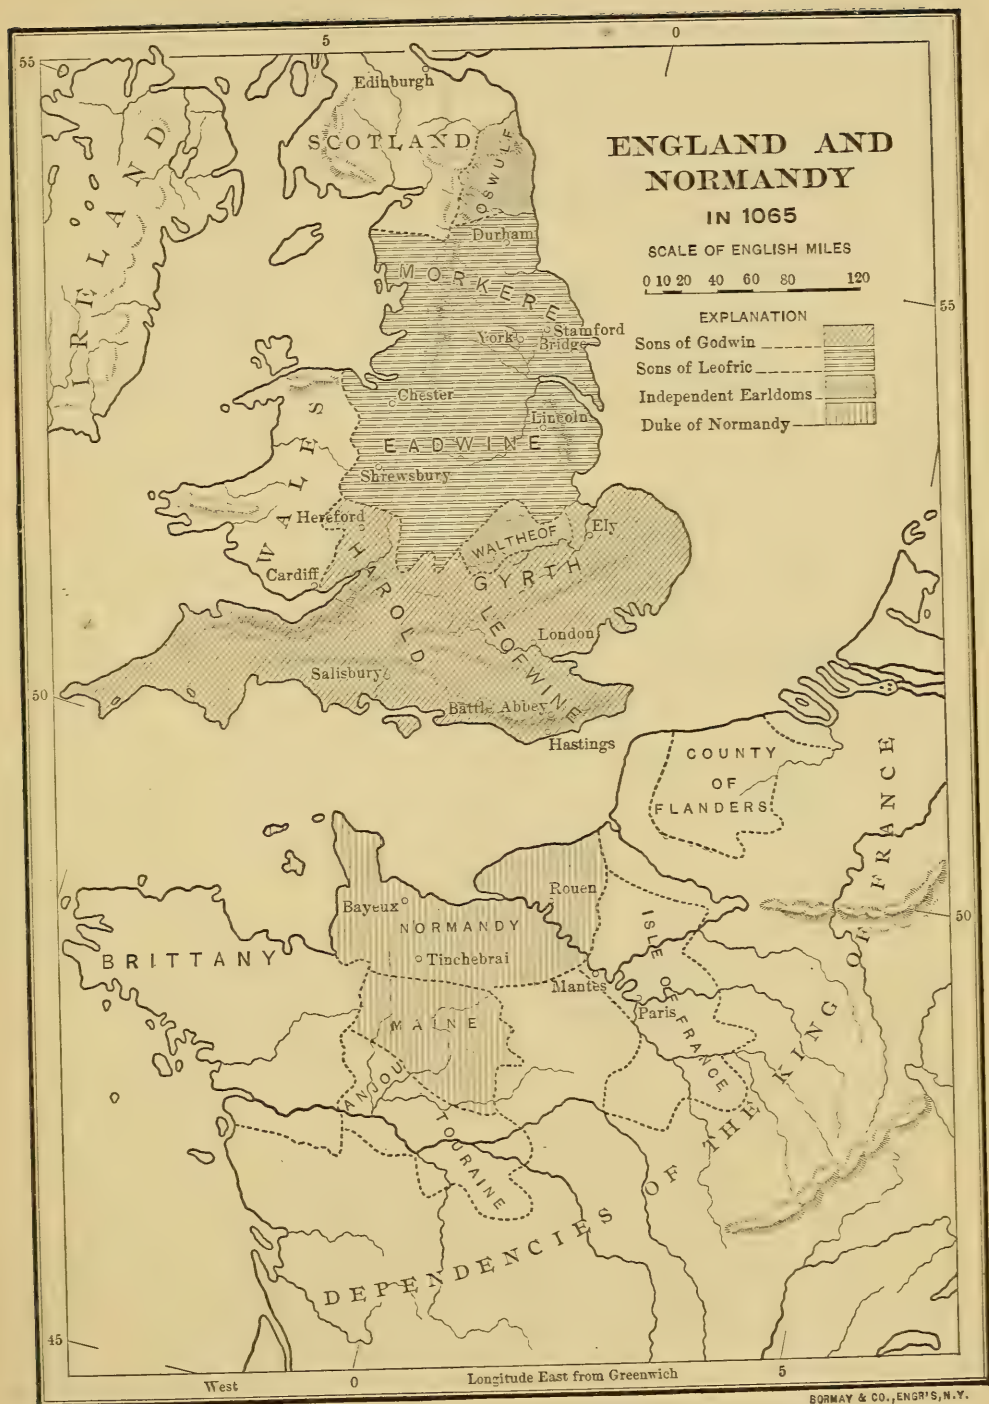 5
0
55
Edinburgh
SCOTLAND
OSWULF
IRELAND
ENGLAND AND
NORMANDY
IN 1065
SCALE OF ENGLISH MILES
0 10 20 40 60 80 120
EXPLANATION
Sons of Godwin
Sons of Leofric
Independent Earldoms
Duke of Normandy
55
Durham
MORKERE
York
Stamford
Bridge
Chester
Lincoln
EADWINE
Shrewsbury
WALES
Hereford
WALTHEOF
Ely
Cardiff
HAROLD
GYRTH
LEOFWINE
London
Salisbury
50
Battle Abbey
Hastings
COUNTY
OF
FLANDERS
Rouen
Bayeux
NORMANDY
50
BRITTANY
Tinchebrai
Mantes
ISLE OF FRANCE
Paris
MAINE
ANJOU
TOURAINE
DEPENDENCIES OF THE KING OF FRANCE
45
West
0
Longitude East from Greenwich
5
BORMAY & CO., ENGR'S, N.Y.